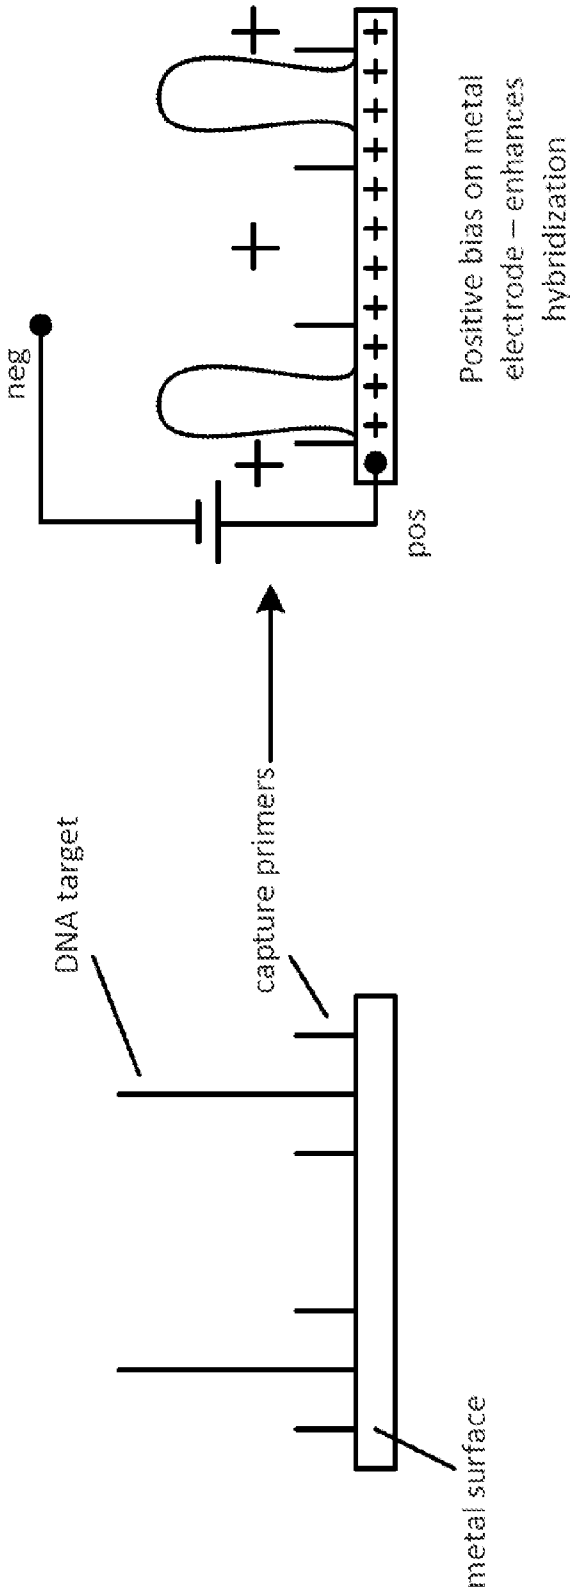 DNA target
capture primers
metal surface
neg
pos
Positive bias on metal
electrode – enhances
hybridization